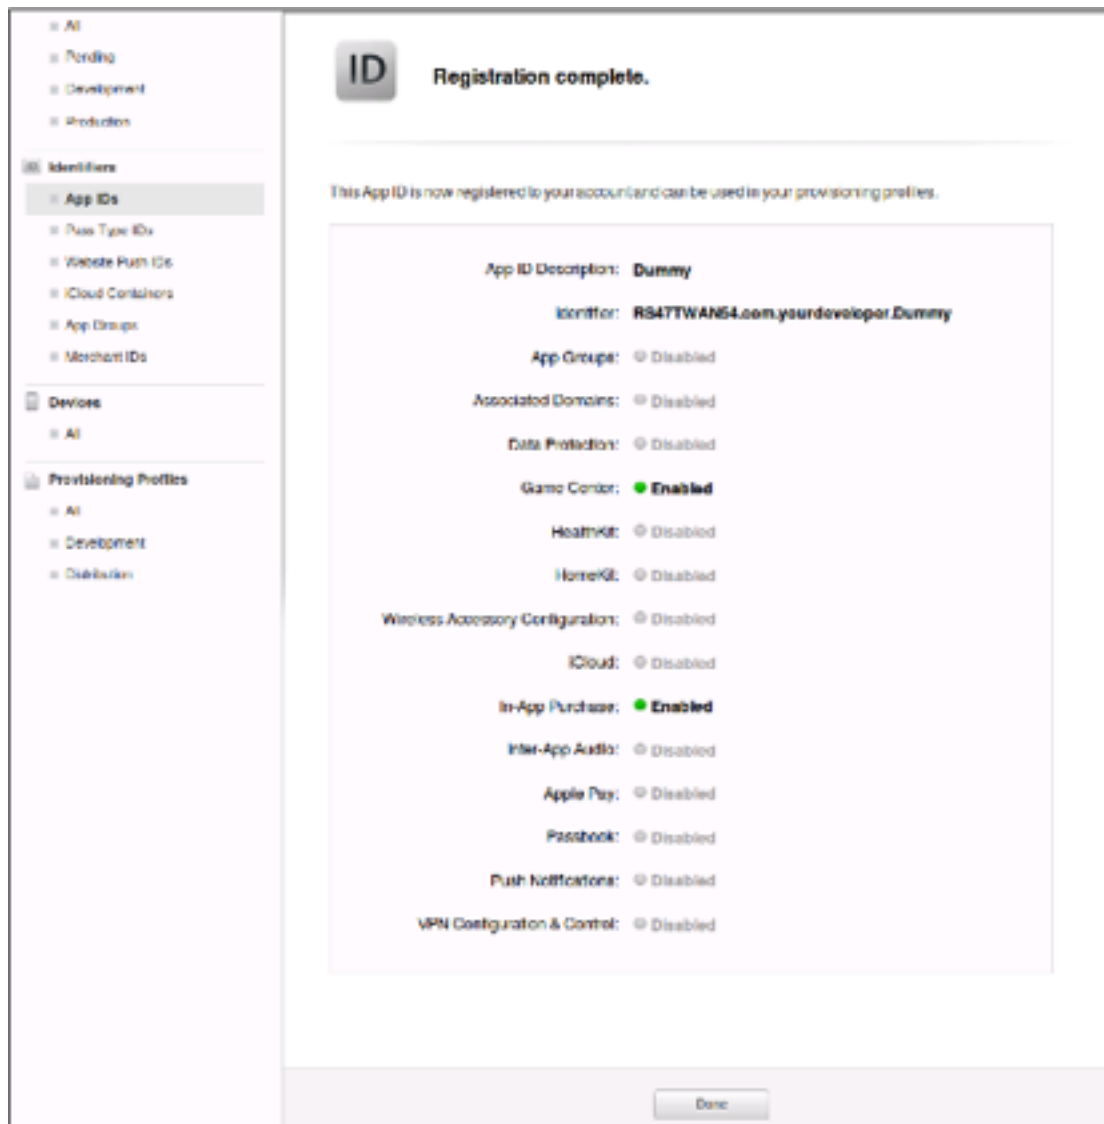 All
Pending
Development
Production
Identifiers
App IDs
Pass Type IDs
Website Push IDs
iCloud Containers
App Groups
Merchant IDs
Devices
All
Provisioning Profiles
All
Development
Distribution
ID
Registration complete.
This App ID is now registered to your account and can be used in your provisioning profiles.
App ID Description: Dummy
Identifier: RS47TWAN54.com.yourdeveloper.Dummy
App Groups: Disabled
Associated Domains: Disabled
Data Protection: Disabled
Game Center: Enabled
HealthKit: Disabled
HomeKit: Disabled
Wireless Accessory Configuration: Disabled
iCloud: Disabled
In-App Purchase: Enabled
Inter-App Audio: Disabled
Apple Pay: Disabled
Passbook: Disabled
Push Notifications: Disabled
VPN Configuration & Control: Disabled
Done